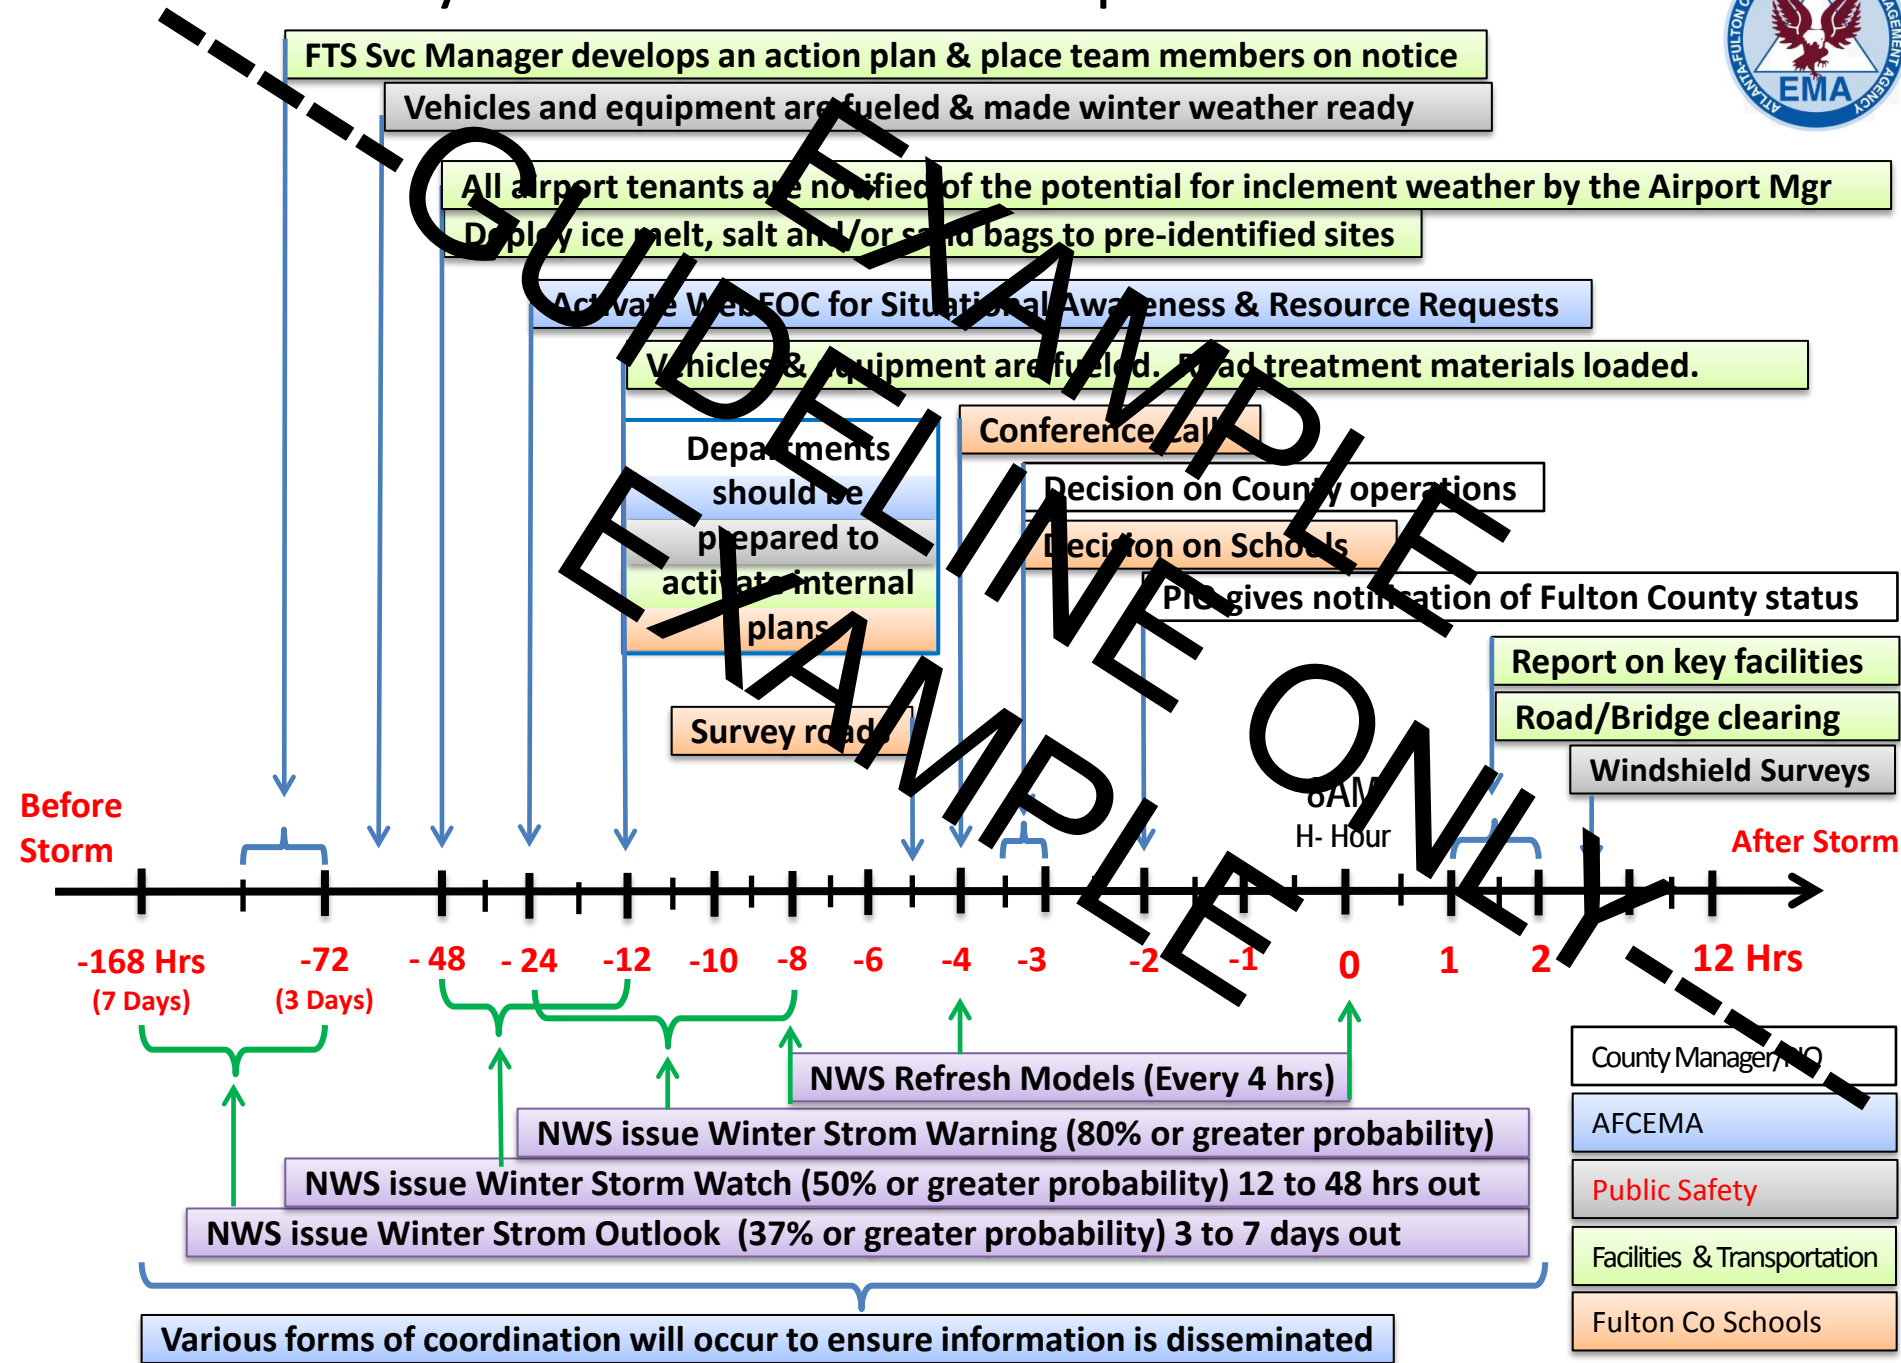 FTS Svc Manager develops an action plan & place team members on notice
Vehicles and equipment are fueled & made winter weather ready
All airport tenants are notified of the potential for inclement weather by the Airport Mgr
Deploy ice melt, salt and/or sand bags to pre-identified sites
Activate WebEOC for Situational Awareness & Resource Requests
Vehicles & equipment are fueled.  Road treatment materials loaded.
Departments
should be
prepared to
activate internal
plans
Conference Call
Decision on County operations
Decision on Schools
PIO gives notification of Fulton County status
Report on key facilities
Road/Bridge clearing
Windshield Surveys
Survey roads
EXAMPLE
GUIDELINE ONLY
EXAMPLE
EMA
Before
Storm
H- Hour
After Storm
-168 Hrs
(7 Days)
-72
(3 Days)
- 48
- 24
-12
-10
-8
-6
-4
-3
-2
-1
0
1
2
12 Hrs
NWS Refresh Models (Every 4 hrs)
NWS issue Winter Strom Warning (80% or greater probability)
NWS issue Winter Storm Watch (50% or greater probability) 12 to 48 hrs out
NWS issue Winter Strom Outlook  (37% or greater probability) 3 to 7 days out
Various forms of coordination will occur to ensure information is disseminated
County Manager/PIO
AFCEMA
Public Safety
Facilities & Transportation
Fulton Co Schools